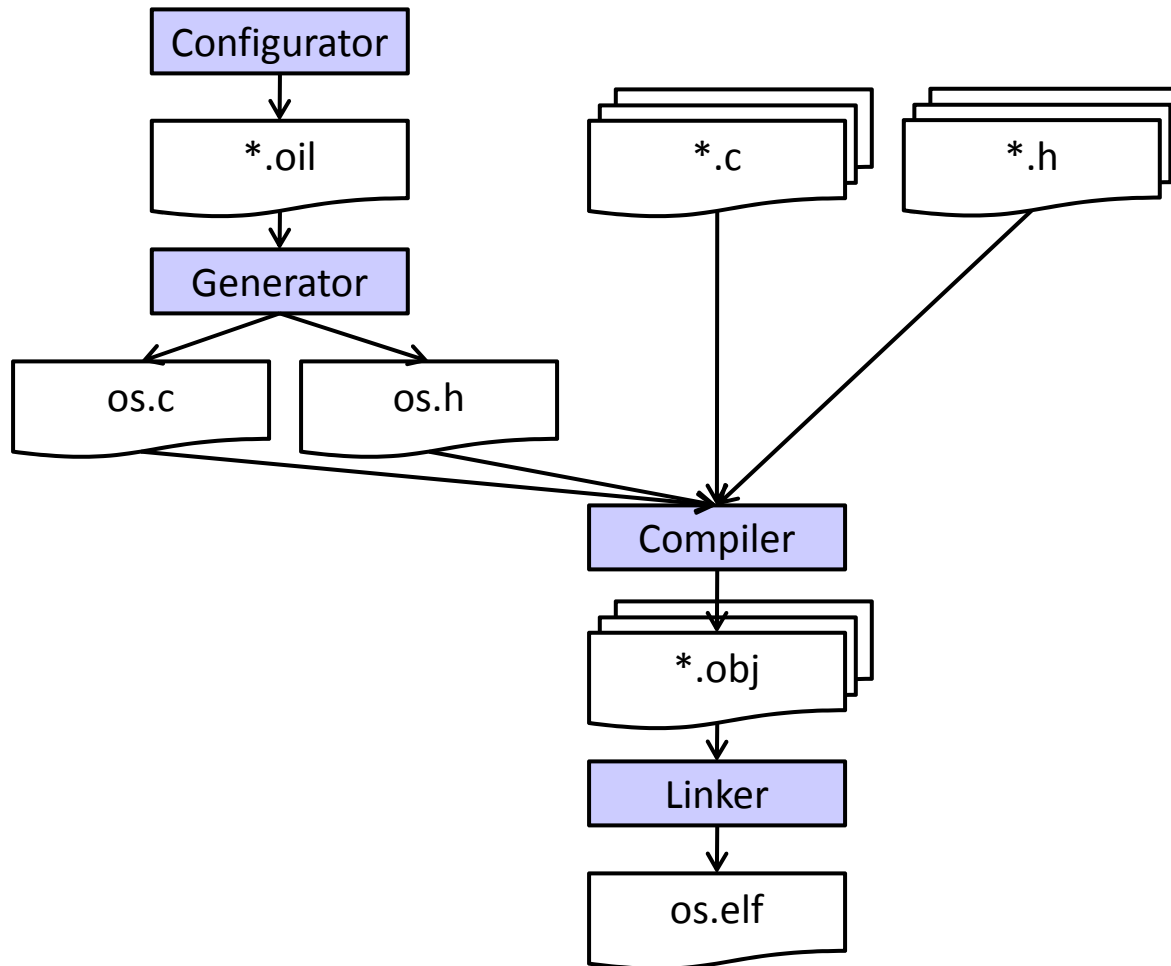 Configurator
*.oil
*.c
*.h
Generator
os.c
os.h
Compiler
*.obj
Linker
os.elf